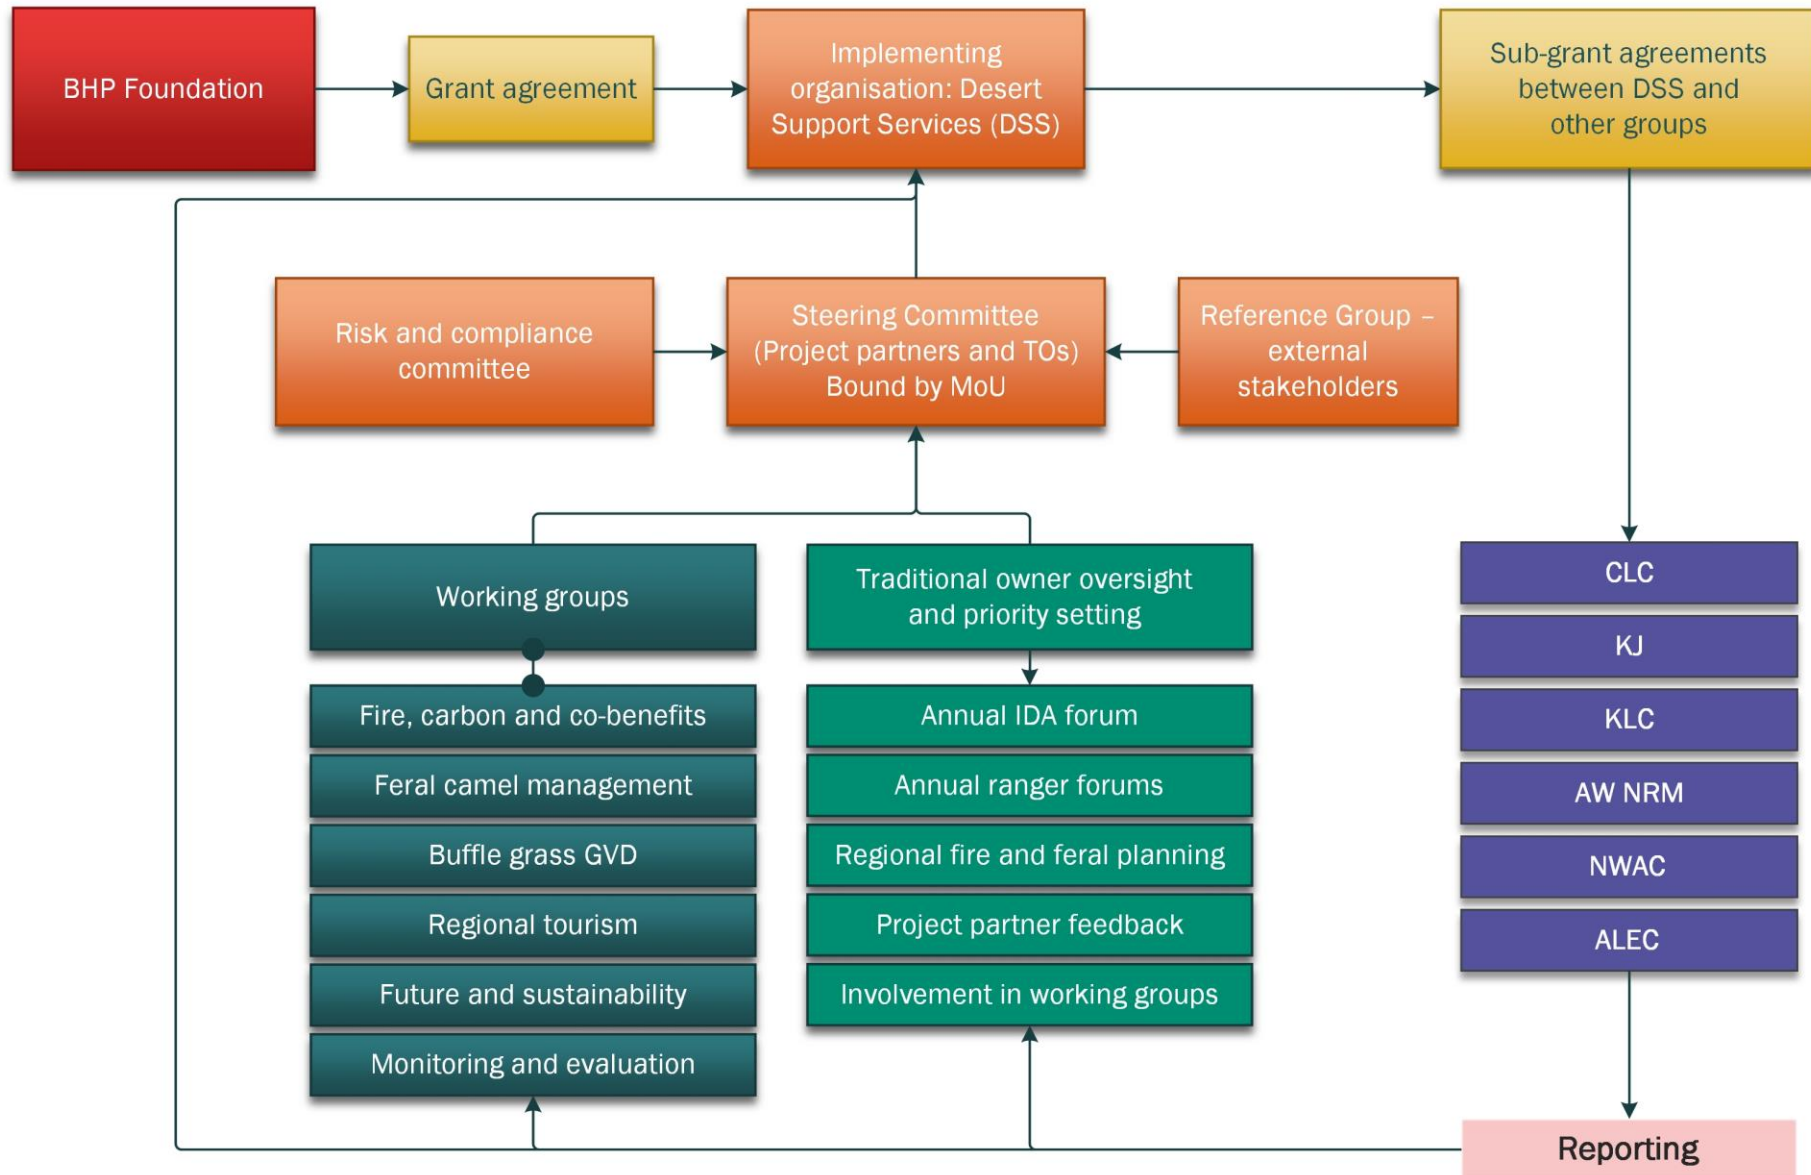 BHP Foundation
Grant agreement
Implementing
organisation: Desert
Support Services (DSS)
Sub-grant agreements
between DSS and
other groups
Risk and compliance
committee
Steering Committee
(Project partners and TOs)
Bound by MoU
Reference Group –
external
stakeholders
Working groups
Fire, carbon and co-benefits
Feral camel management
Buffle grass GVD
Regional tourism
Future and sustainability
Monitoring and evaluation
Traditional owner oversight
and priority setting
Annual IDA forum
Annual ranger forums
Regional fire and feral planning
Project partner feedback
Involvement in working groups
CLC
KJ
KLC
AW NRM
NWAC
ALEC
Reporting